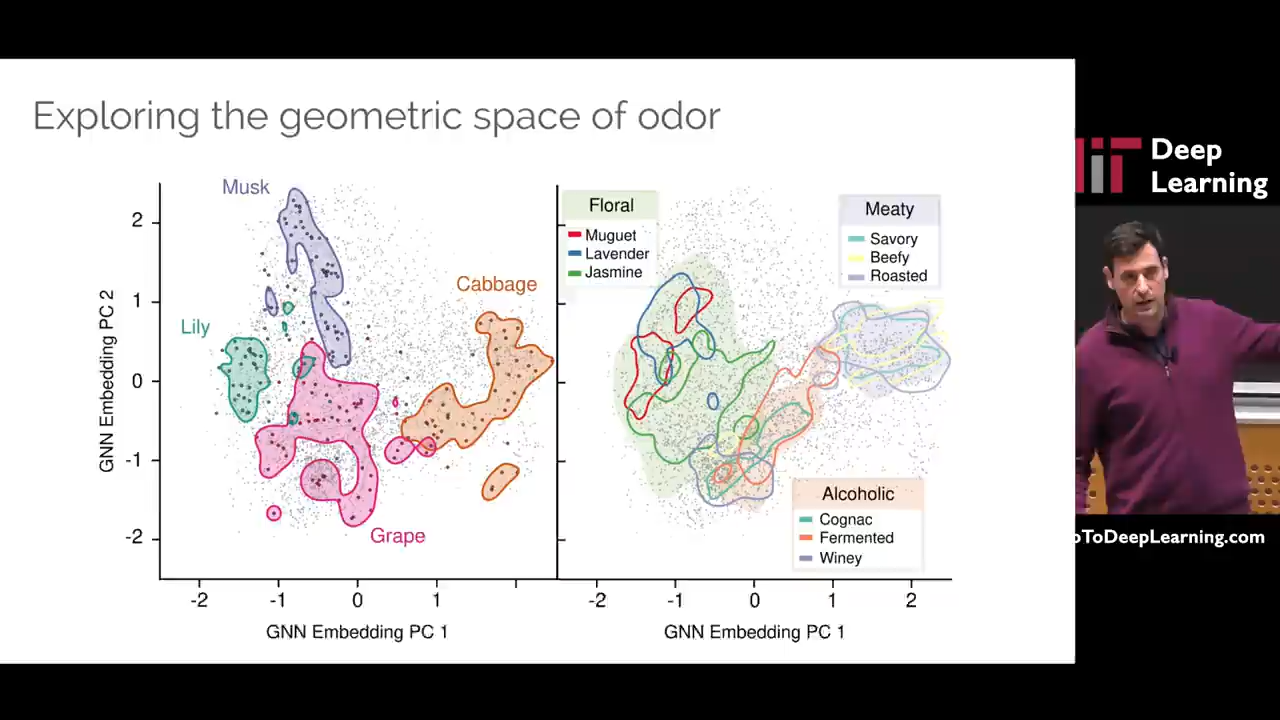 Exploring the geometric space of odor
Musk
Lily
Cabbage
Grape
2
1
0
-1
-2
GNN Embedding PC 2
-2
-1
0
1
GNN Embedding PC 1
Floral
Muguet
Lavender
Jasmine
Meaty
Savory
Beefy
Roasted
Alcoholic
Cognac
Fermented
Winey
-2
-1
0
1
2
GNN Embedding PC 1
MIT
Deep
Learning
oToDeepLearning.com